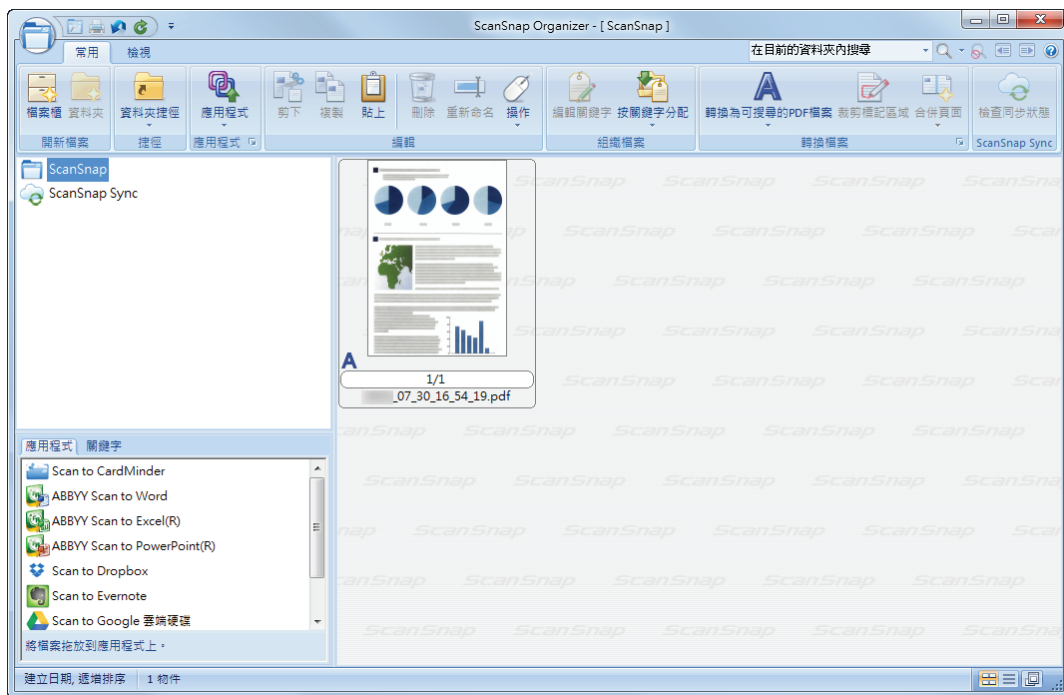 ScanSnap Organizer - [ ScanSnap ]
常用 檢視 在目前的資料夾內搜尋
檔案櫃 資料夾 資料夾捷徑 應用程式 剪下 複製 貼上 刪除 重新命名 操作 編輯關鍵字 按關鍵字分配 轉換為可搜尋的PDF檔案 裁剪標記區域 合併頁面 檢查同步狀態
開新檔案 捷徑 應用程式 編輯 組織檔案 轉換檔案 ScanSnap Sync
ScanSnap
ScanSnap Sync
A
1/1
_07_30_16_54_19.pdf
應用程式 關鍵字
Scan to CardMinder
ABBYY Scan to Word
ABBYY Scan to Excel(R)
ABBYY Scan to PowerPoint(R)
Scan to Dropbox
Scan to Evernote
Scan to Google 雲端硬碟
將檔案拖放到應用程式上。
建立日期, 遞增排序 1 物件